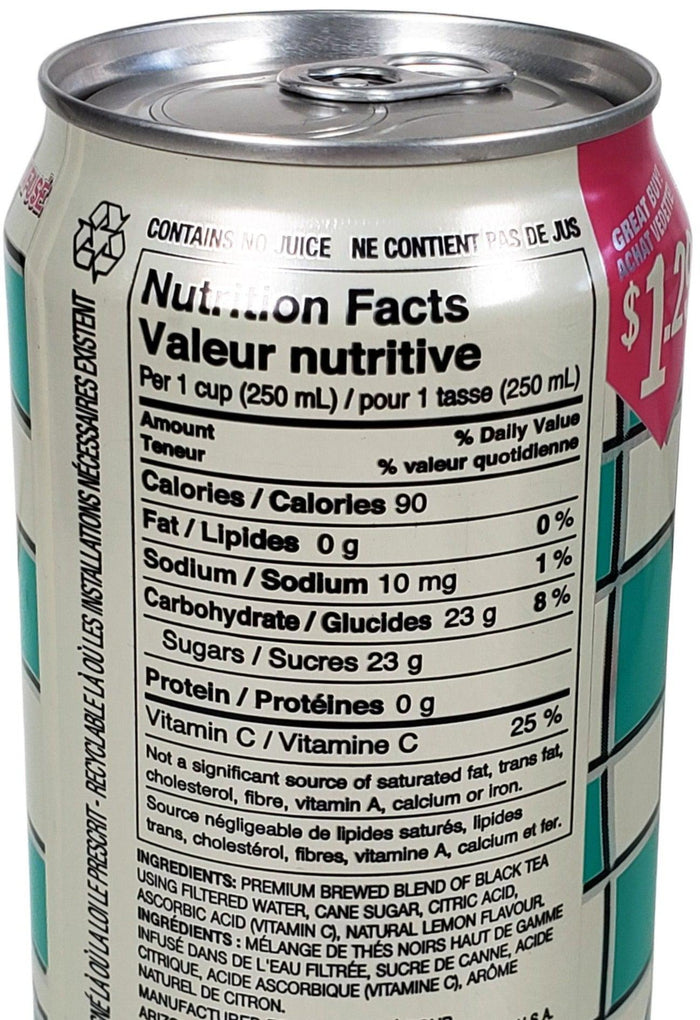 CONTAINS NO JUICE NE CONTIENT PAS DE JUS
GREAT BUY!
ACHAT VEDETTE
$1.2
Nutrition Facts
Valeur nutritive
Per 1 cup (250 mL) / pour 1 tasse (250 mL)
Amount % Daily Value
Teneur % valeur quotidienne
Calories / Calories 90
Fat / Lipides 0 g 0 %
Sodium / Sodium 10 mg 1 %
Carbohydrate / Glucides 23 g 8 %
Sugars / Sucres 23 g
Protein / Protéines 0 g
Vitamin C / Vitamine C 25 %
Not a significant source of saturated fat, trans fat,
cholesterol, fibre, vitamin A, calcium or iron.
Source négligeable de lipides saturés, lipides
trans, cholestérol, fibres, vitamine A, calcium et fer.
INGREDIENTS: PREMIUM BREWED BLEND OF BLACK TEA
USING FILTERED WATER, CANE SUGAR, CITRIC ACID,
ASCORBIC ACID (VITAMIN C), NATURAL LEMON FLAVOUR.
INGRÉDIENTS : MÉLANGE DE THÉS NOIRS HAUT DE GAMME
INFUSÉ DANS DE L'EAU FILTRÉE, SUCRE DE CANNE, ACIDE
CITRIQUE, ACIDE ASCORBIQUE (VITAMINE C), ARÔME
NATUREL DE CITRON.
MANUFACTURED
U.S.A.
LÀ OÙ LA LOI LE PRESCRIT - RECYCLABLE LÀ OÙ LES INSTALLATIONS NÉCESSAIRES EXISTENT